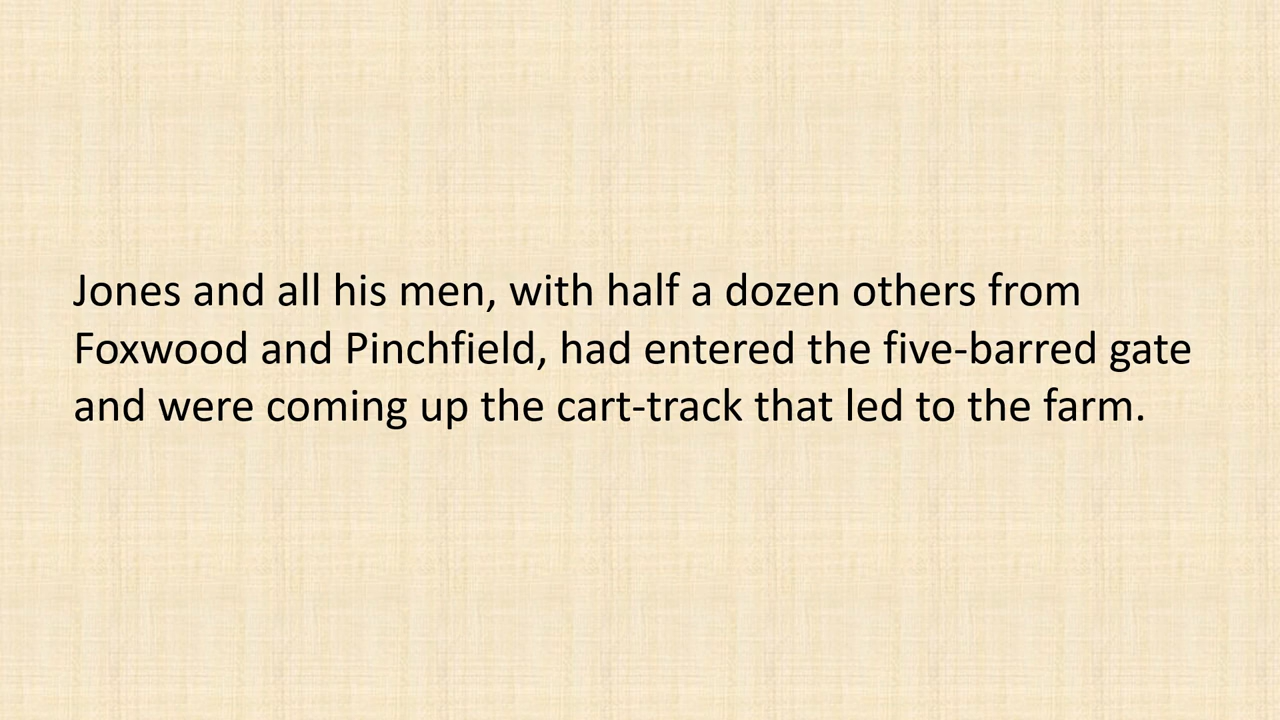 Jones and all his men, with half a dozen others from
Foxwood and Pinchfield, had entered the five-barred gate
and were coming up the cart-track that led to the farm.